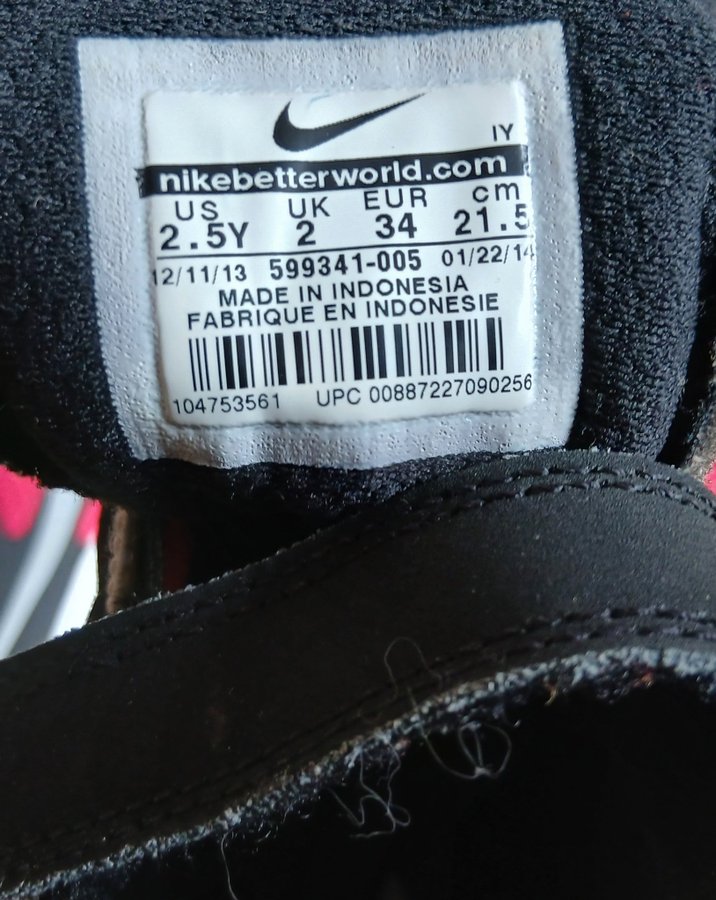 IY
nikebetterworld.com
US UK EUR cm
2.5Y 2 34 21.5
12/11/13 599341-005 01/22/14
MADE IN INDONESIA
FABRIQUE EN INDONESIE
104753561 UPC 00887227090256